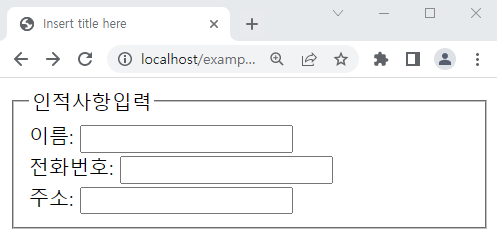 Insert title here
localhost/examp...
인적사항입력
이름:
전화번호:
주소: